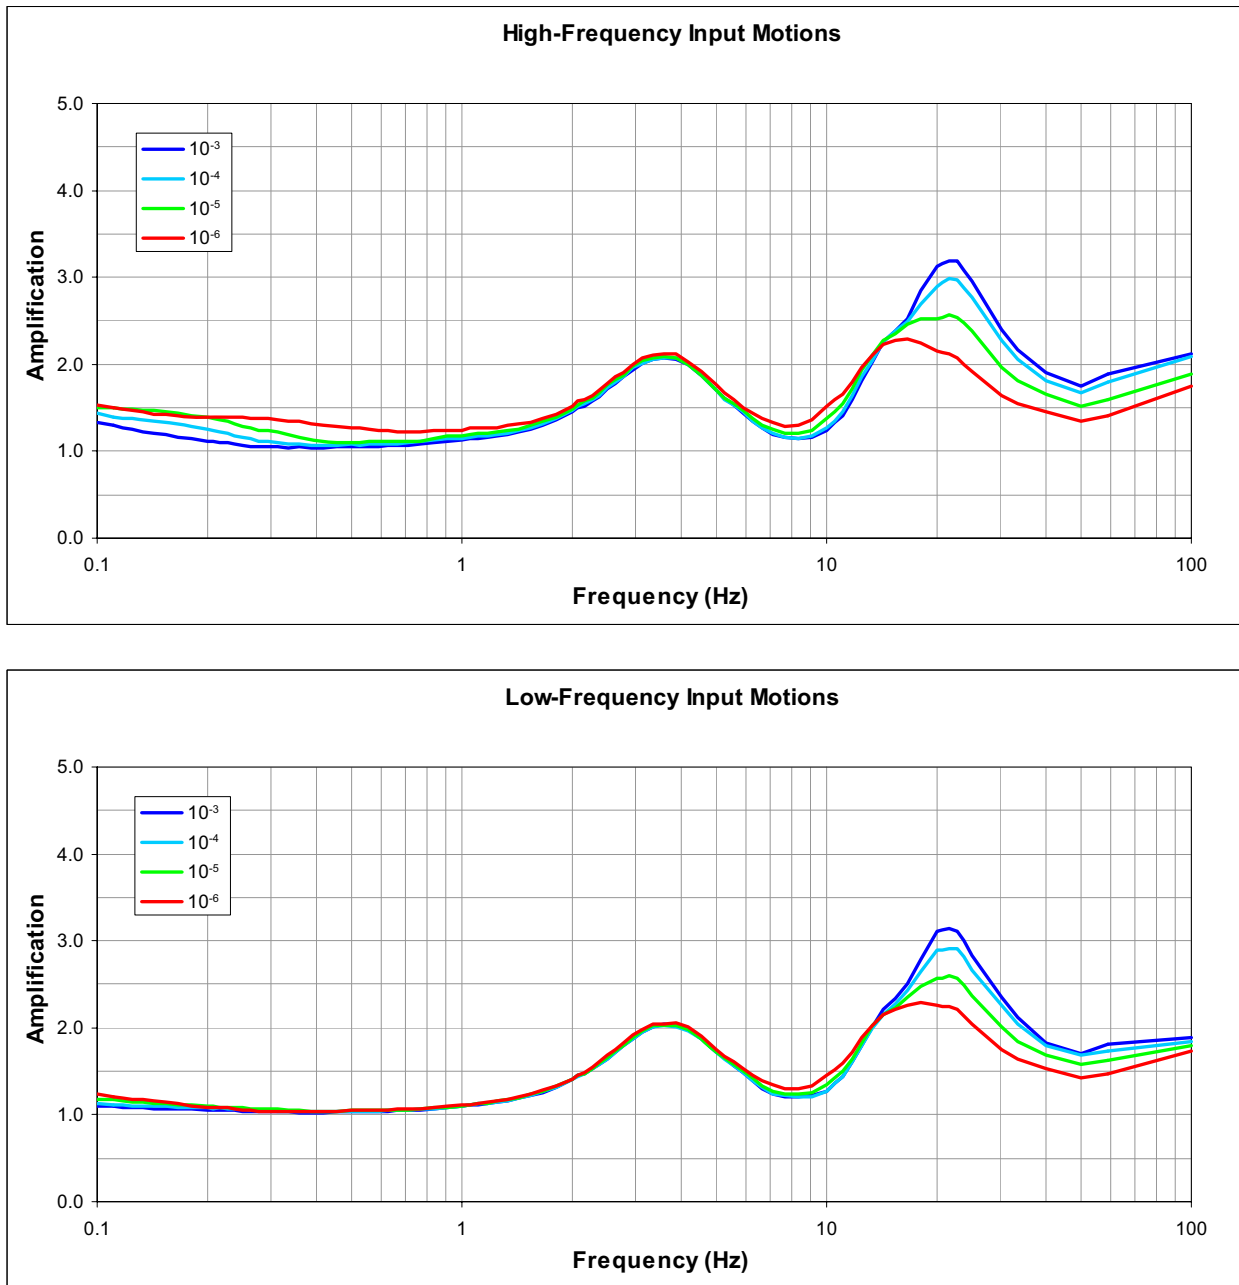 High-Frequency Input Motions
5.0
4.0
3.0
2.0
1.0
0.0
Amplification
10⁻³
10⁻⁴
10⁻⁵
10⁻⁶
0.1 1 10 100
Frequency (Hz)
Low-Frequency Input Motions
5.0
4.0
3.0
2.0
1.0
0.0
Amplification
10⁻³
10⁻⁴
10⁻⁵
10⁻⁶
0.1 1 10 100
Frequency (Hz)